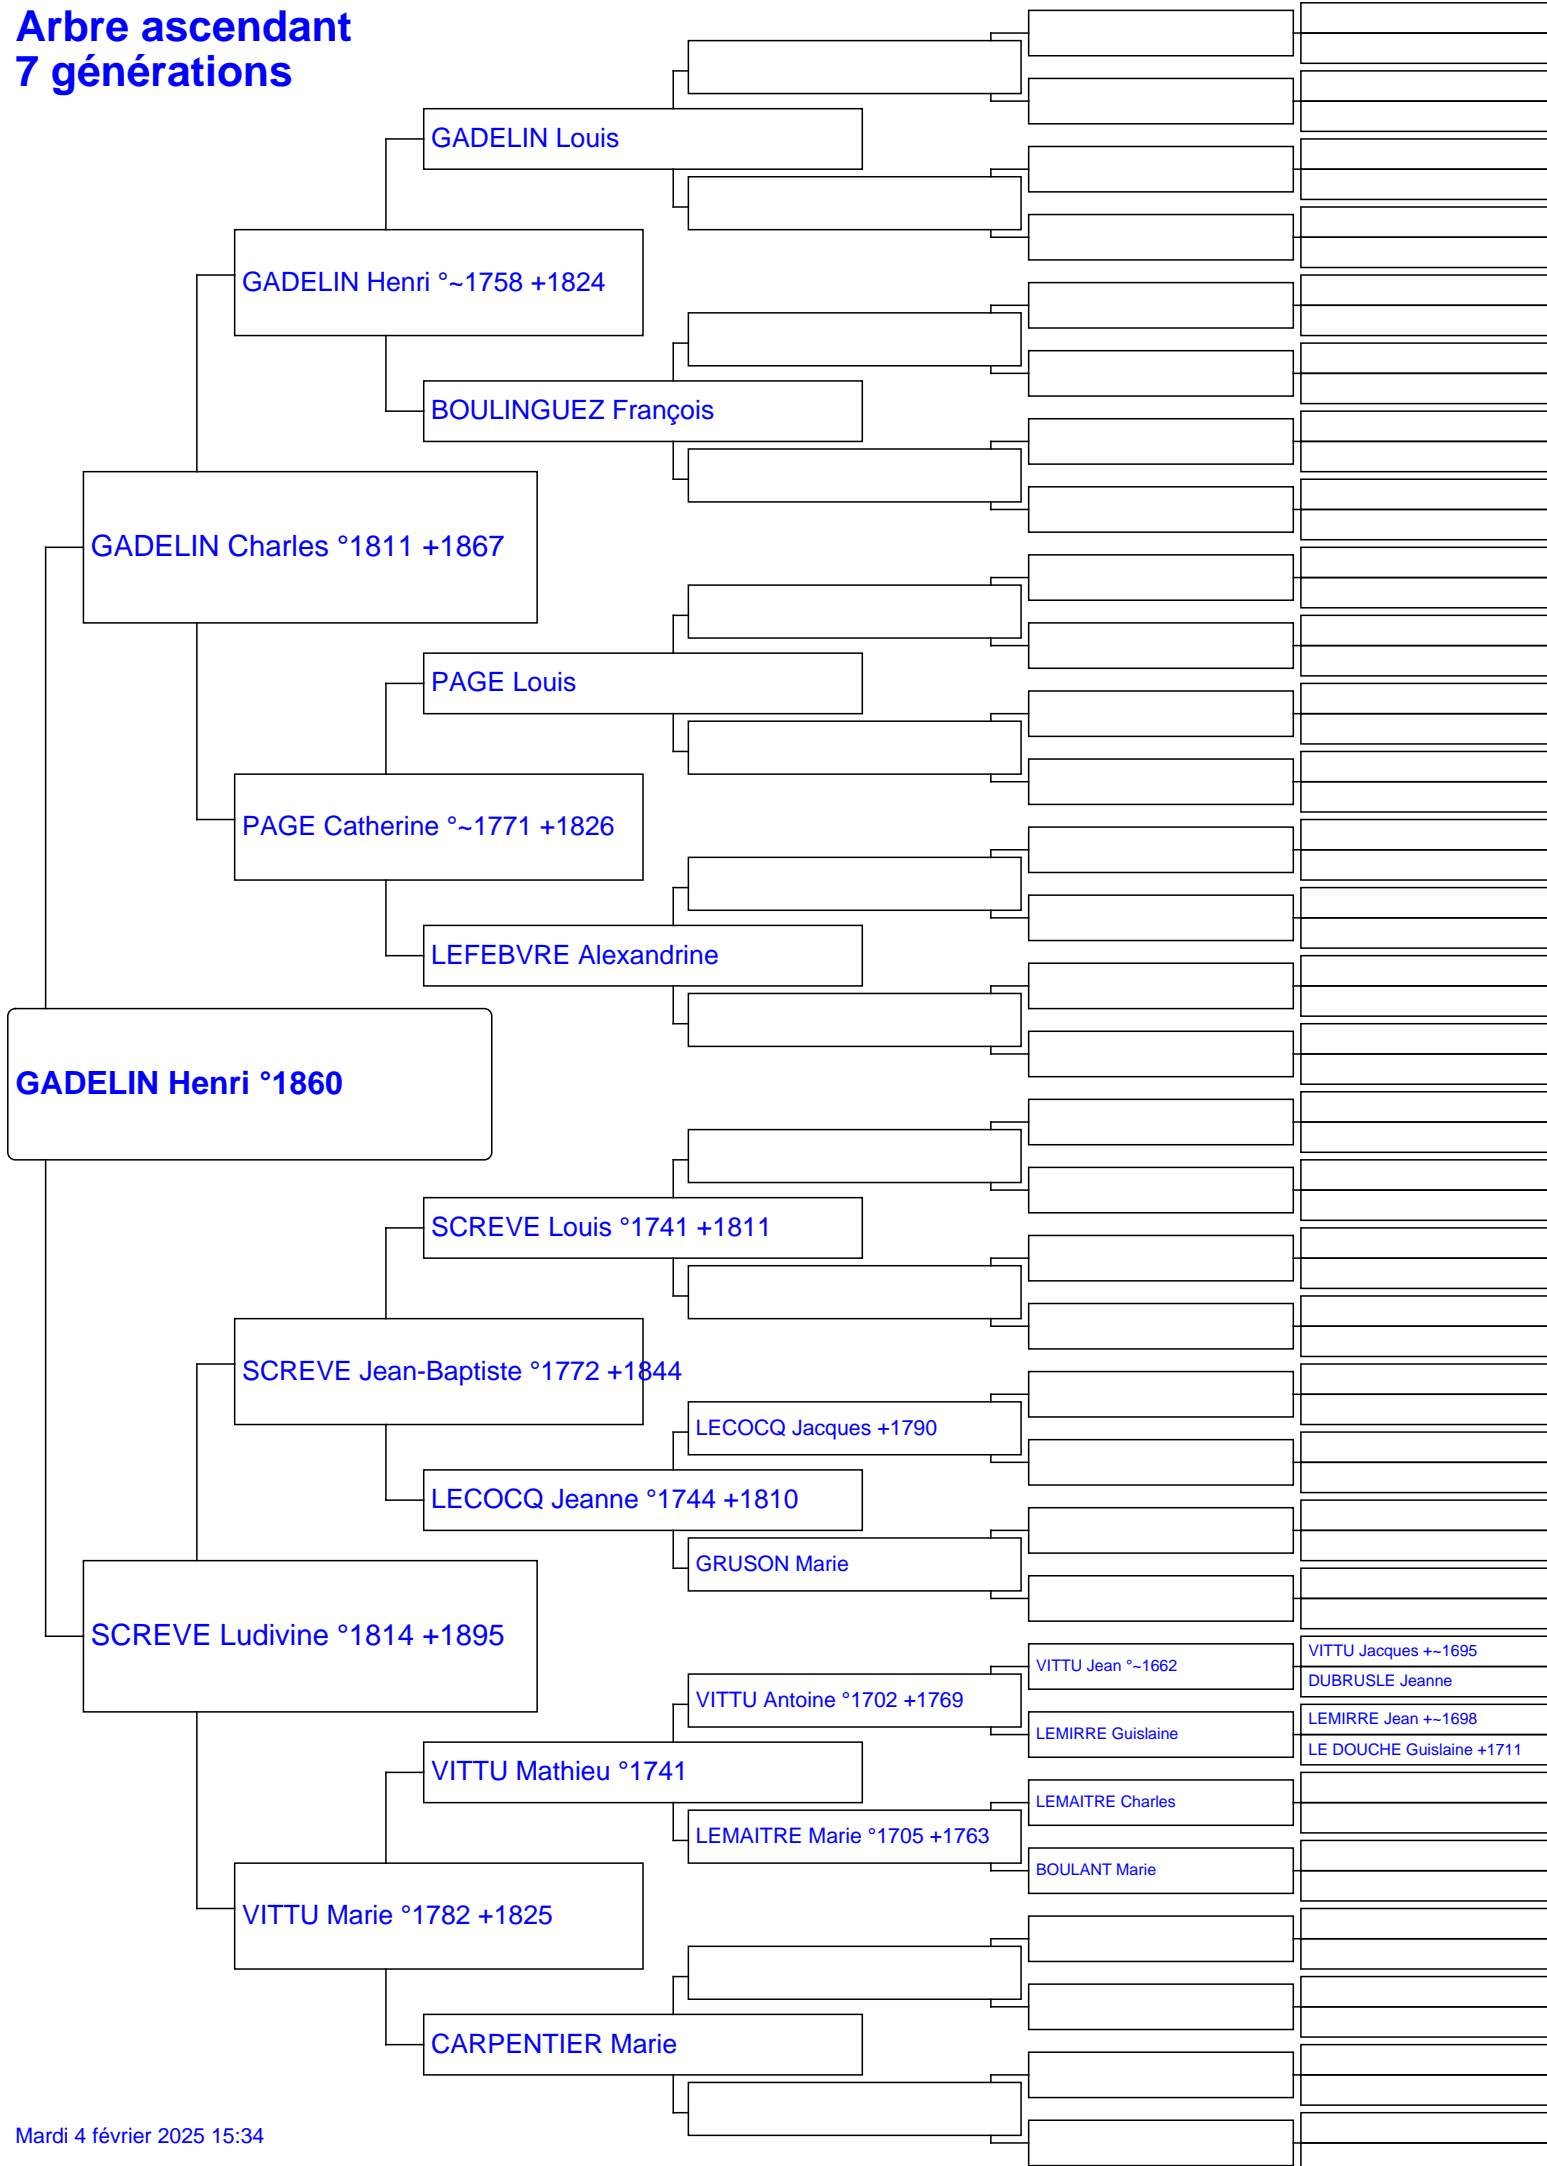 Arbre ascendant
7 générations
GADELIN Louis
GADELIN Henri °~1758 +1824
BOULINGUEZ François
GADELIN Charles °1811 +1867
PAGE Louis
PAGE Catherine °~1771 +1826
LEFEBVRE Alexandrine
GADELIN Henri °1860
SCREVE Louis °1741 +1811
SCREVE Jean-Baptiste °1772 +1844
LECOCQ Jacques +1790
LECOCQ Jeanne °1744 +1810
GRUSON Marie
SCREVE Ludivine °1814 +1895
VITTU Jacques +~1695
VITTU Jean °~1662
DUBRUSLE Jeanne
VITTU Antoine °1702 +1769
LEMIRRE Jean +~1698
LEMIRRE Guislaine
LE DOUCHE Guislaine +1711
VITTU Mathieu °1741
LEMAITRE Charles
LEMAITRE Marie °1705 +1763
BOULANT Marie
VITTU Marie °1782 +1825
CARPENTIER Marie
Mardi 4 février 2025 15:34